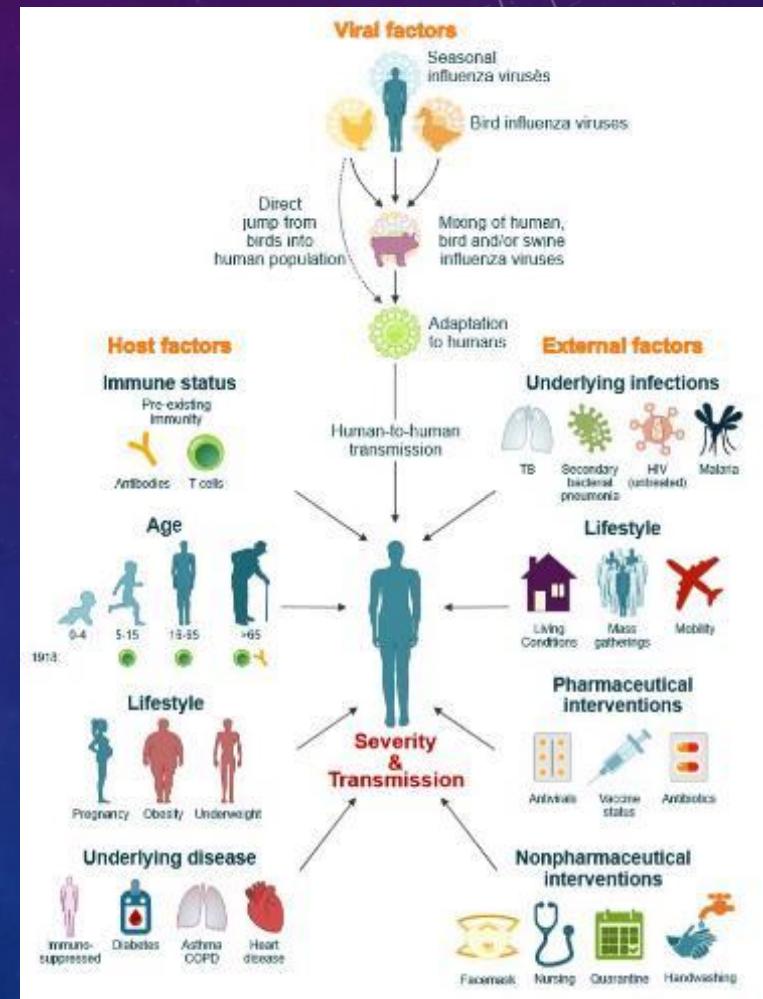 Viral factors
Seasonal
influenza viruses
Bird influenza viruses
Direct
jump from
birds into
human population
Mixing of human,
bird and/or swine
influenza viruses
Adaptation
to humans
Human-to-human
transmission
Host factors
Immune status
Pre-existing
immunity
Antibodies T cells
Age
0-4 5-15 16-65 >65
1918:
Lifestyle
Pregnancy Obesity Underweight
Underlying disease
Immuno-
suppressed
Diabetes
Asthma
COPD
Heart
disease
External factors
Underlying infections
TB
Secondary
bacterial
pneumonia
HIV
(untreated)
Malaria
Lifestyle
Living
Conditions
Mass
gatherings
Mobility
Pharmaceutical
interventions
Antivirals
Vaccine
status
Antibiotics
Nonpharmaceutical
interventions
Facemask Nursing Quarantine Handwashing
Severity
&
Transmission